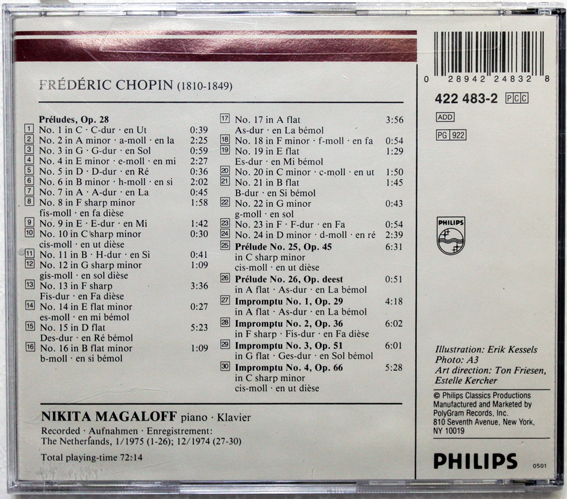 FRÉDÉRIC CHOPIN (1810-1849)
Préludes, Op. 28
1 No. 1 in C · C-dur · en Ut 0:39
2 No. 2 in A minor · a-moll · en la 2:25
3 No. 3 in G · G-dur · en Sol 0:59
4 No. 4 in E minor · e-moll · en mi 2:27
5 No. 5 in D · D-dur · en Ré 0:36
6 No. 6 in B minor · h-moll · en si 2:02
7 No. 7 in A · A-dur · en La 0:45
8 No. 8 in F sharp minor 1:58
fis-moll · en fa dièse
9 No. 9 in E · E-dur · en Mi 1:42
10 No. 10 in C sharp minor 0:30
cis-moll · en ut dièse
11 No. 11 in B · H-dur · en Si 0:41
12 No. 12 in G sharp minor 1:09
gis-moll · en sol dièse
13 No. 13 in F sharp 3:36
Fis-dur · en Fa dièse
14 No. 14 in E flat minor 0:27
es-moll · en mi bémol
15 No. 15 in D flat 5:23
Des-dur · en Ré bémol
16 No. 16 in B flat minor 1:09
b-moll · en si bémol
17 No. 17 in A flat 3:56
As-dur · en La bémol
18 No. 18 in F minor · f-moll · en fa 0:54
19 No. 19 in E flat 1:29
Es-dur · en Mi bémol
20 No. 20 in C minor · c-moll · en ut 1:50
21 No. 21 in B flat 1:45
B-dur · en Si bémol
22 No. 22 in G minor 0:43
g-moll · en sol
23 No. 23 in F · F-dur · en Fa 0:54
24 No. 24 in D minor · d-moll · en ré 2:39
25 Prélude No. 25, Op. 45 6:31
in C sharp minor
cis-moll · en ut dièse
26 Prélude No. 26, Op. deest 0:51
in A flat · As-dur · en La bémol
27 Impromptu No. 1, Op. 29 4:18
in A flat · As-dur · en La bémol
28 Impromptu No. 2, Op. 36 6:02
in F sharp · Fis-dur · en Fa dièse
29 Impromptu No. 3, Op. 51 6:01
in G flat · Ges-dur · en Sol bémol
30 Impromptu No. 4, Op. 66 5:28
in C sharp minor
cis-moll · en ut dièse
NIKITA MAGALOFF piano · Klavier
Recorded · Aufnahmen · Enregistrement:
The Netherlands, 1/1975 (1-26); 12/1974 (27-30)
Total playing-time 72:14
0 28942 24832 8
422 483-2 PCC
ADD
PG 922
PHILIPS
Illustration: Erik Kessels
Photo: A3
Art direction: Ton Friesen,
Estelle Kercher
© Philips Classics Productions
Manufactured and Marketed by
PolyGram Records, Inc.
810 Seventh Avenue, New York,
NY 10019
PHILIPS
0501